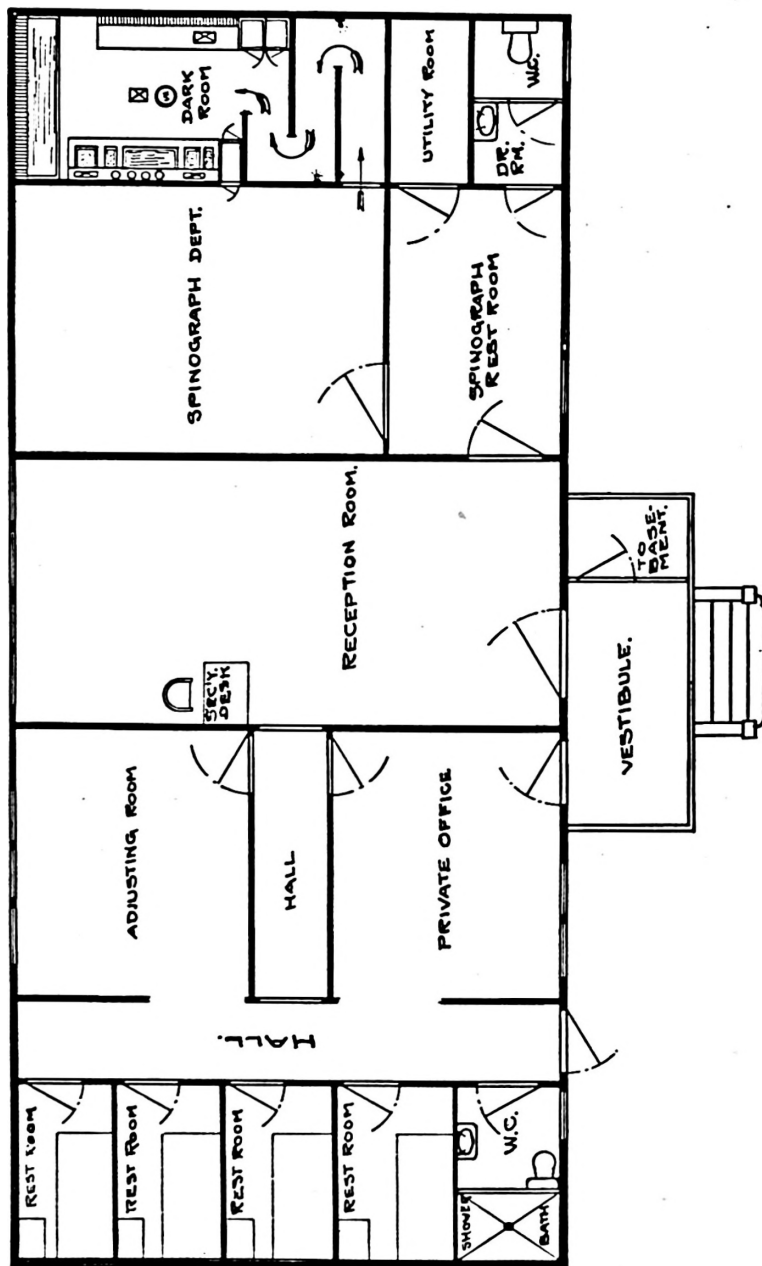 DARK
ROOM
UTILITY ROOM
W.C.
DR.
RM.
SPINOGRAPH DEPT.
SPINOGRAPH
REST ROOM
RECEPTION ROOM.
SEC'Y.
DESK
TO
BASE-
MENT.
VESTIBULE.
ADJUSTING ROOM
HALL
PRIVATE OFFICE
HALL.
REST ROOM
REST ROOM
REST ROOM
REST ROOM
W.C.
SHOWER
BATH